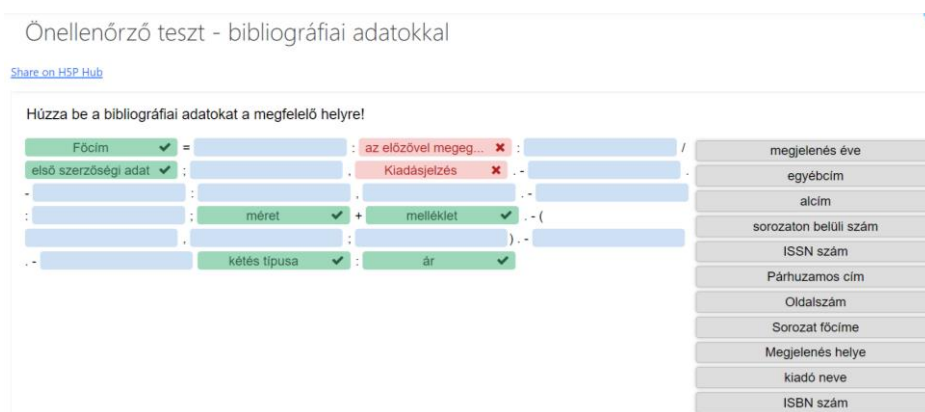 Önellenőrző teszt - bibliográfiai adatokkal
Share on H5P Hub
Húzza be a bibliográfiai adatokat a megfelelő helyre!
Főcím = : az előzővel megeg... : /
első szerzőségi adat ; , Kiadásjelzés . - .
- : , . -
: ; méret + melléklet . - (
, ; ) . -
. - kétés típusa : ár
megjelenés éve
egyébcím
alcím
sorozaton belüli szám
ISSN szám
Párhuzamos cím
Oldalszám
Sorozat főcíme
Megjelenés helye
kiadó neve
ISBN szám